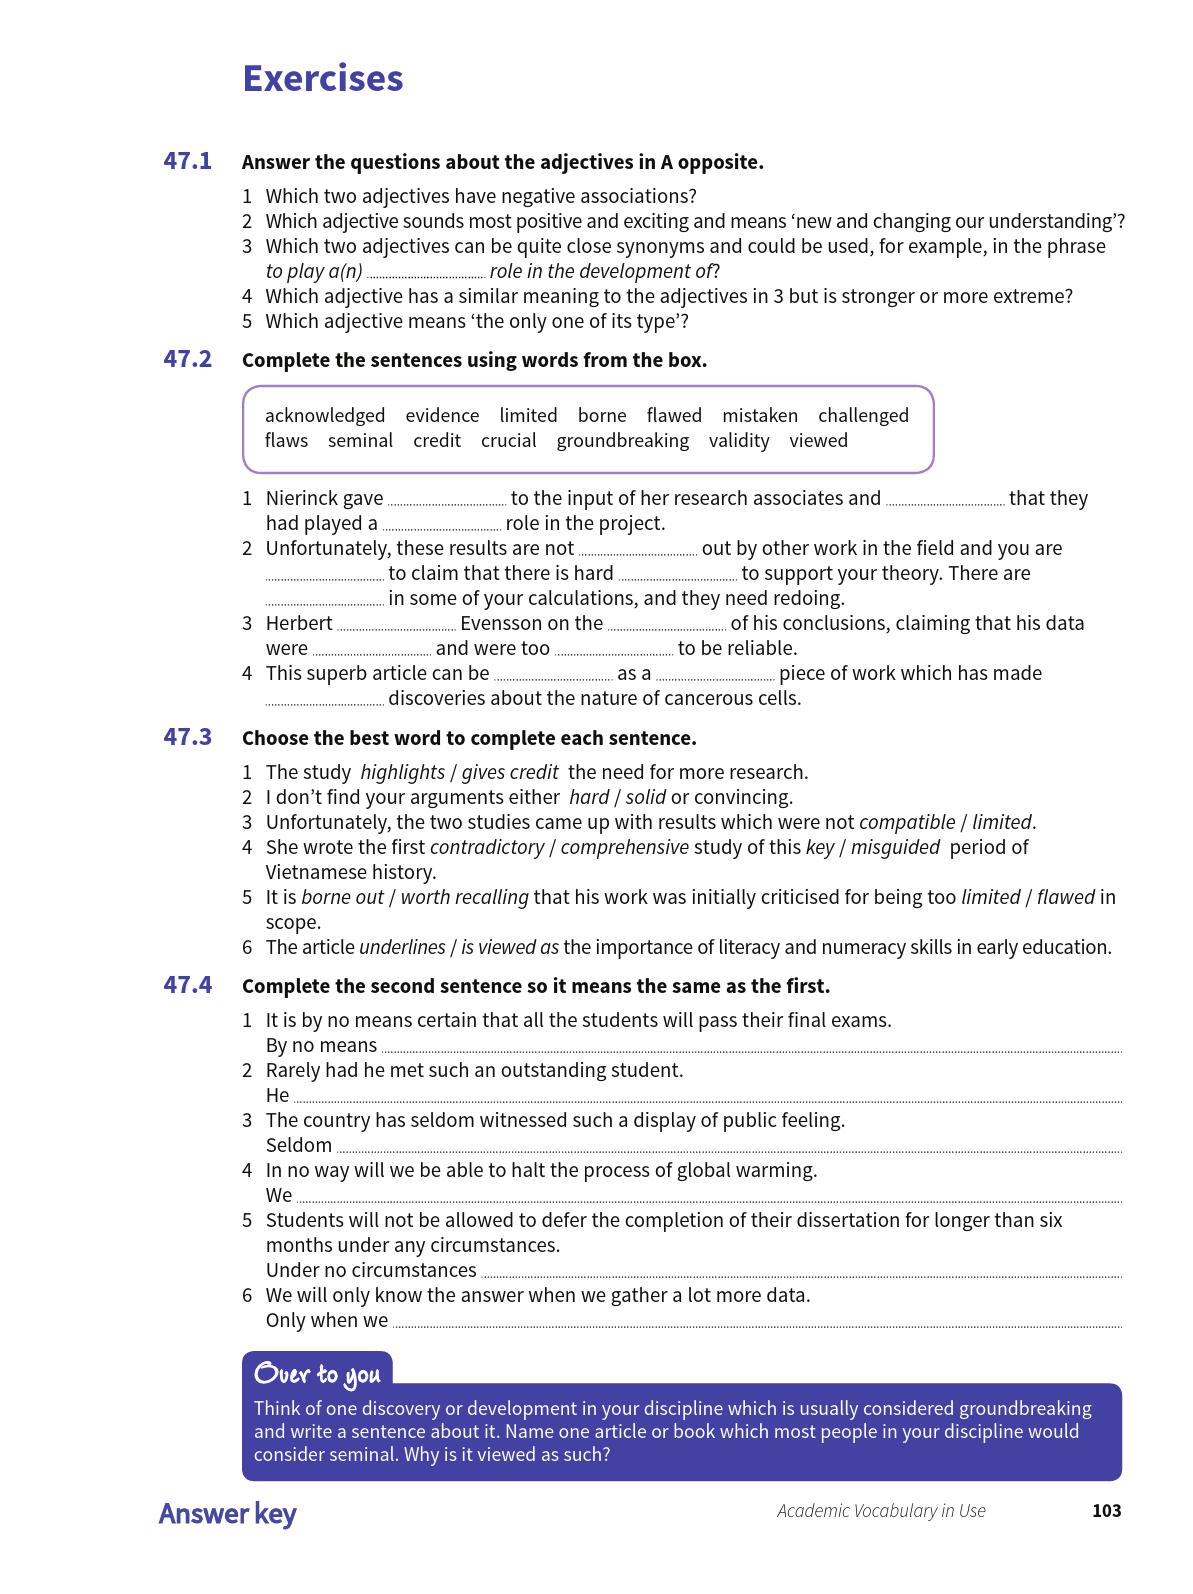 Exercises
47.1 Answer the questions about the adjectives in A opposite.
1 Which two adjectives have negative associations?
2 Which adjective sounds most positive and exciting and means ‘new and changing our understanding’?
3 Which two adjectives can be quite close synonyms and could be used, for example, in the phrase
to play a(n) .............................. role in the development of?
4 Which adjective has a similar meaning to the adjectives in 3 but is stronger or more extreme?
5 Which adjective means ‘the only one of its type’?
47.2 Complete the sentences using words from the box.
acknowledged evidence limited borne flawed mistaken challenged
flaws seminal credit crucial groundbreaking validity viewed
1 Nierinck gave .............................. to the input of her research associates and .............................. that they
had played a .............................. role in the project.
2 Unfortunately, these results are not .............................. out by other work in the field and you are
.............................. to claim that there is hard .............................. to support your theory. There are
.............................. in some of your calculations, and they need redoing.
3 Herbert .............................. Evensson on the .............................. of his conclusions, claiming that his data
were .............................. and were too .............................. to be reliable.
4 This superb article can be .............................. as a .............................. piece of work which has made
.............................. discoveries about the nature of cancerous cells.
47.3 Choose the best word to complete each sentence.
1 The study highlights / gives credit the need for more research.
2 I don’t find your arguments either hard / solid or convincing.
3 Unfortunately, the two studies came up with results which were not compatible / limited.
4 She wrote the first contradictory / comprehensive study of this key / misguided period of
Vietnamese history.
5 It is borne out / worth recalling that his work was initially criticised for being too limited / flawed in
scope.
6 The article underlines / is viewed as the importance of literacy and numeracy skills in early education.
47.4 Complete the second sentence so it means the same as the first.
1 It is by no means certain that all the students will pass their final exams.
By no means ..............................
2 Rarely had he met such an outstanding student.
He ..............................
3 The country has seldom witnessed such a display of public feeling.
Seldom ..............................
4 In no way will we be able to halt the process of global warming.
We ..............................
5 Students will not be allowed to defer the completion of their dissertation for longer than six
months under any circumstances.
Under no circumstances ..............................
6 We will only know the answer when we gather a lot more data.
Only when we ..............................
Over to you
Think of one discovery or development in your discipline which is usually considered groundbreaking
and write a sentence about it. Name one article or book which most people in your discipline would
consider seminal. Why is it viewed as such?
Answer key Academic Vocabulary in Use 103